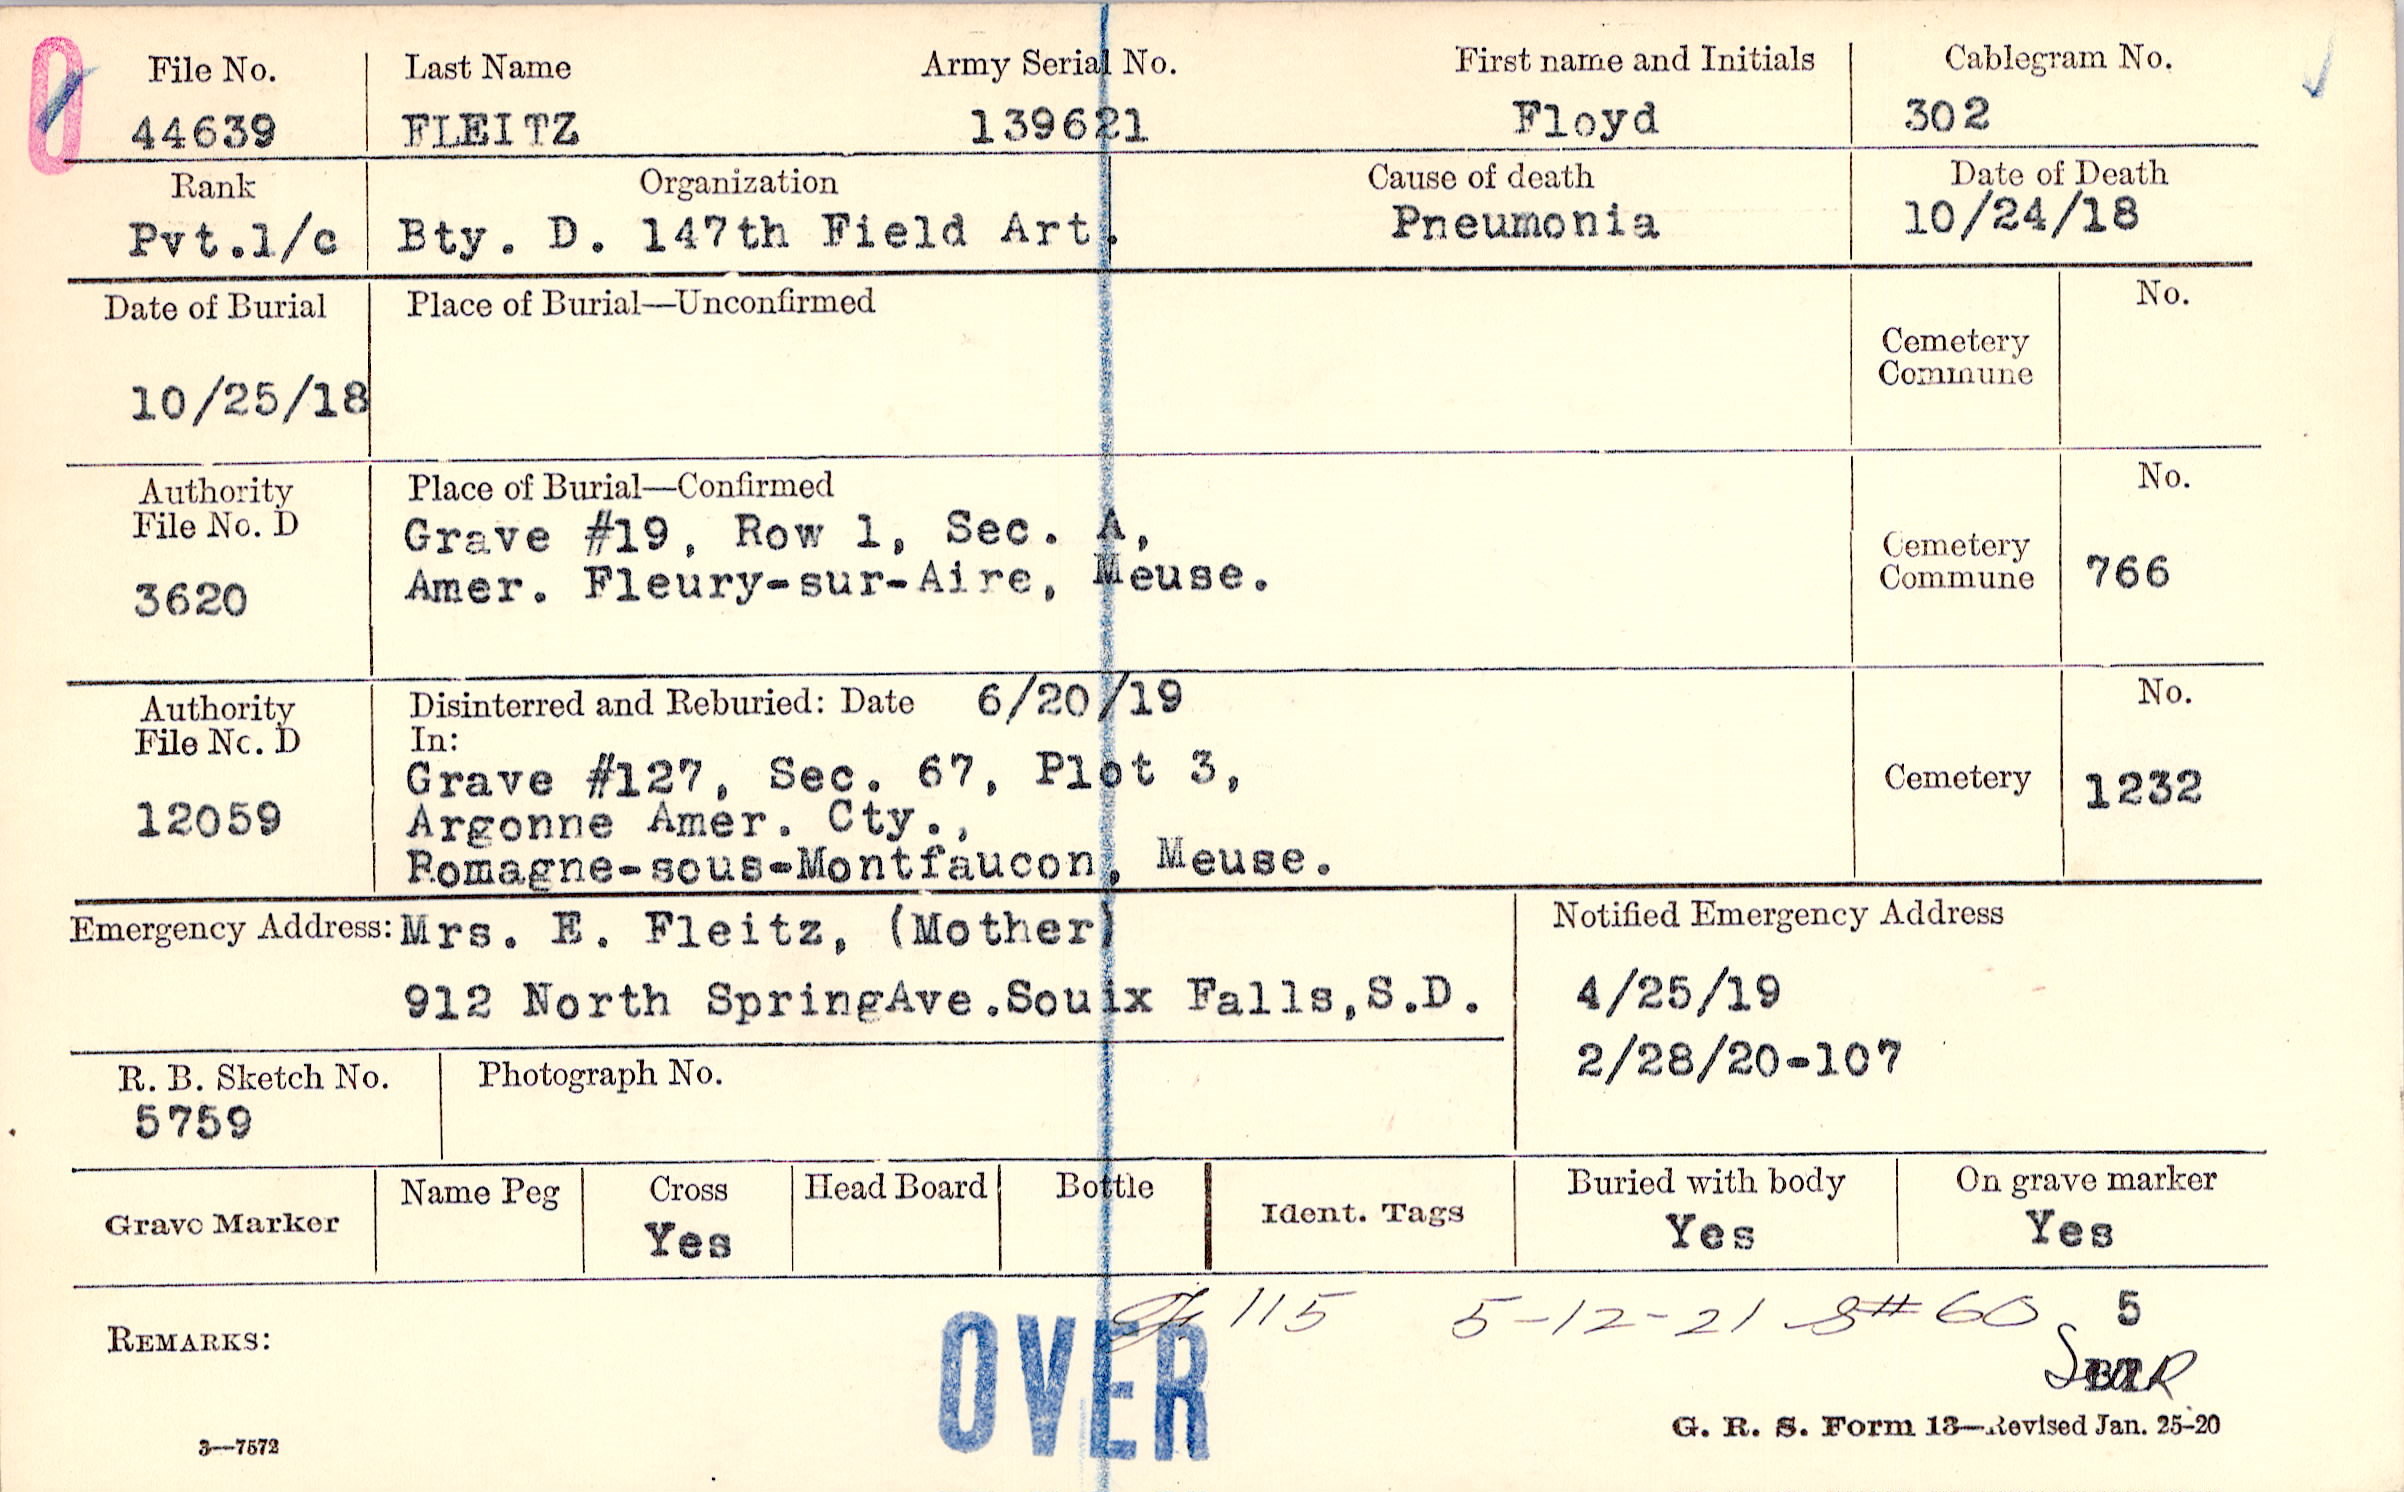 0
File No. Last Name Army Serial No. First name and Initials Cablegram No.
44639 FLEITZ 139621 Floyd 302
Rank Organization Cause of death Date of Death
Pvt.1/c Bty. D. 147th Field Art. Pneumonia 10/24/18
Date of Burial Place of Burial—Unconfirmed No.
Cemetery
Commune
10/25/18
Authority Place of Burial—Confirmed No.
File No. D Grave #19, Row 1, Sec. A,
Cemetery
3620 Amer. Fleury-sur-Aire, Meuse. Commune 766
Authority Disinterred and Reburied: Date 6/20/19 No.
File No. D In:
Grave #127, Sec. 67, Plot 3, Cemetery 1232
12059 Argonne Amer. Cty.,
Romagne-sous-Montfaucon, Meuse.
Emergency Address: Mrs. E. Fleitz, (Mother) Notified Emergency Address
912 North SpringAve.Souix Falls,S.D. 4/25/19
2/28/20-107
R. B. Sketch No. Photograph No.
5759
Grave Marker Name Peg Cross Head Board Bottle Ident. Tags Buried with body On grave marker
Yes Yes Yes
115 5-12-21 # 60 5
REMARKS:
OVER
G. R. S. Form 13—Revised Jan. 25-20
3—7572